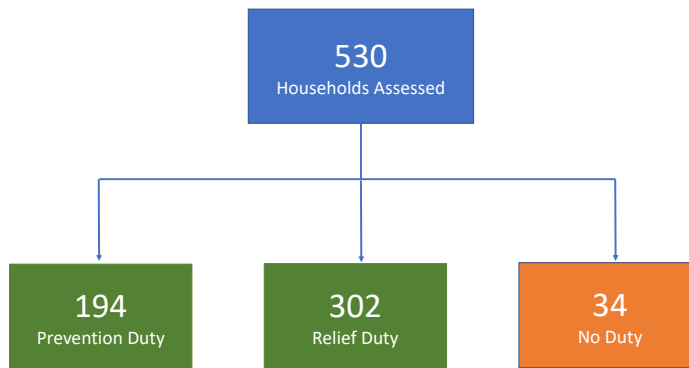 530
Households Assessed
194
Prevention Duty
302
Relief Duty
34
No Duty